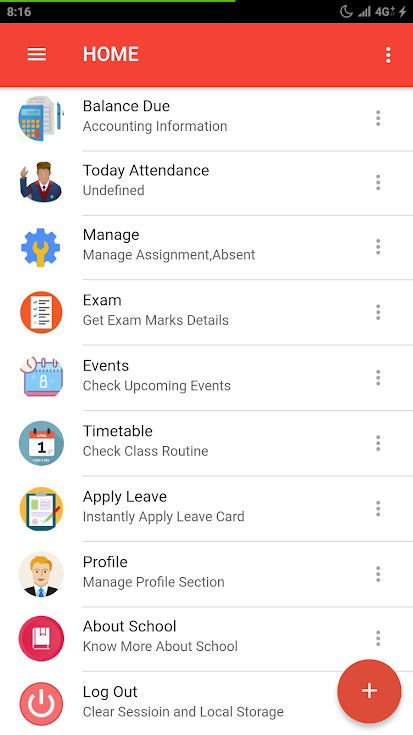 8:16
4G
HOME
Balance Due
Accounting Information
Today Attendance
Undefined
Manage
Manage Assignment,Absent
Exam
Get Exam Marks Details
Events
Check Upcoming Events
8
Timetable
Check Class Routine
1
Apply Leave
Instantly Apply Leave Card
Profile
Manage Profile Section
About School
Know More About School
Log Out
Clear Sessioin and Local Storage